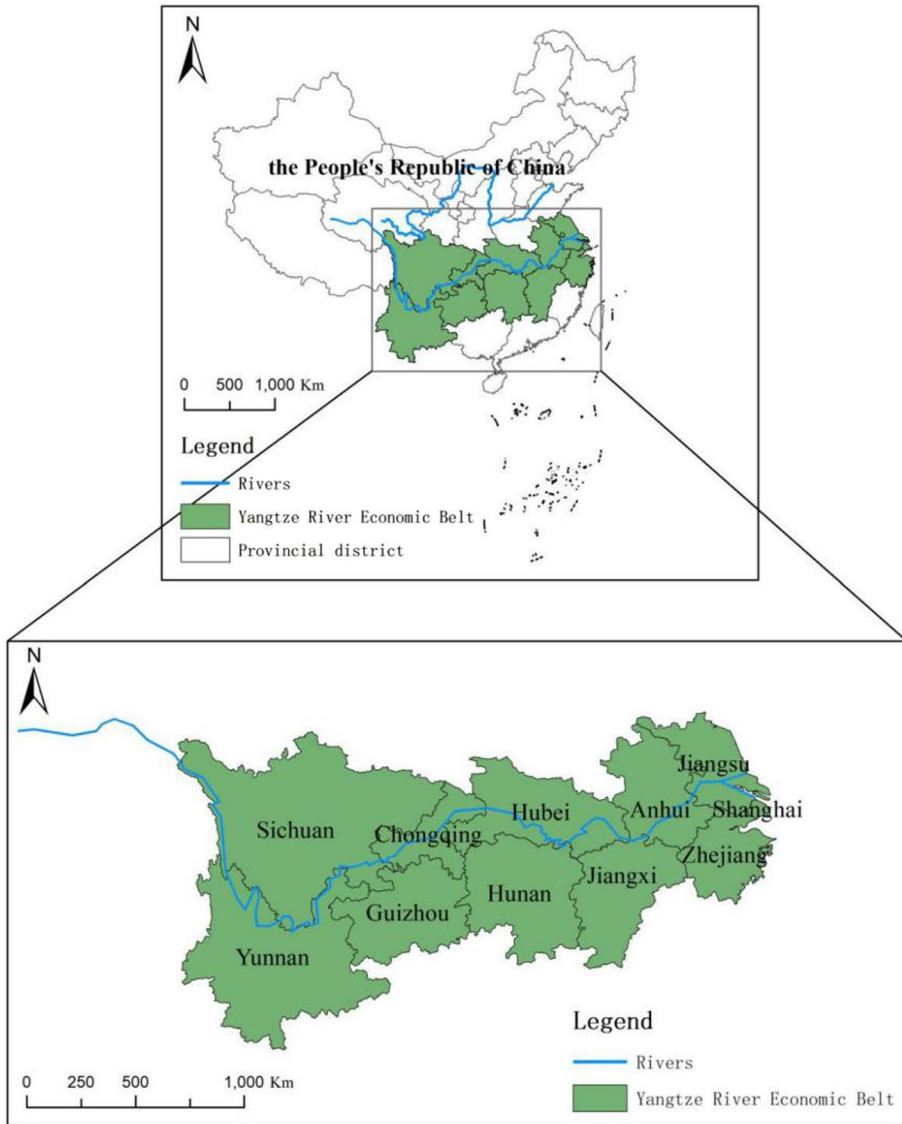 N
the People's Republic of China
0 500 1,000 Km
Legend
Rivers
Yangtze River Economic Belt
Provincial district
N
Jiangsu
Hubei
Anhui
Shanghai
Sichuan
Chongqing
Zhejiang
Jiangxi
Hunan
Guizhou
Yunnan
Legend
Rivers
0 250 500 1,000 Km
Yangtze River Economic Belt